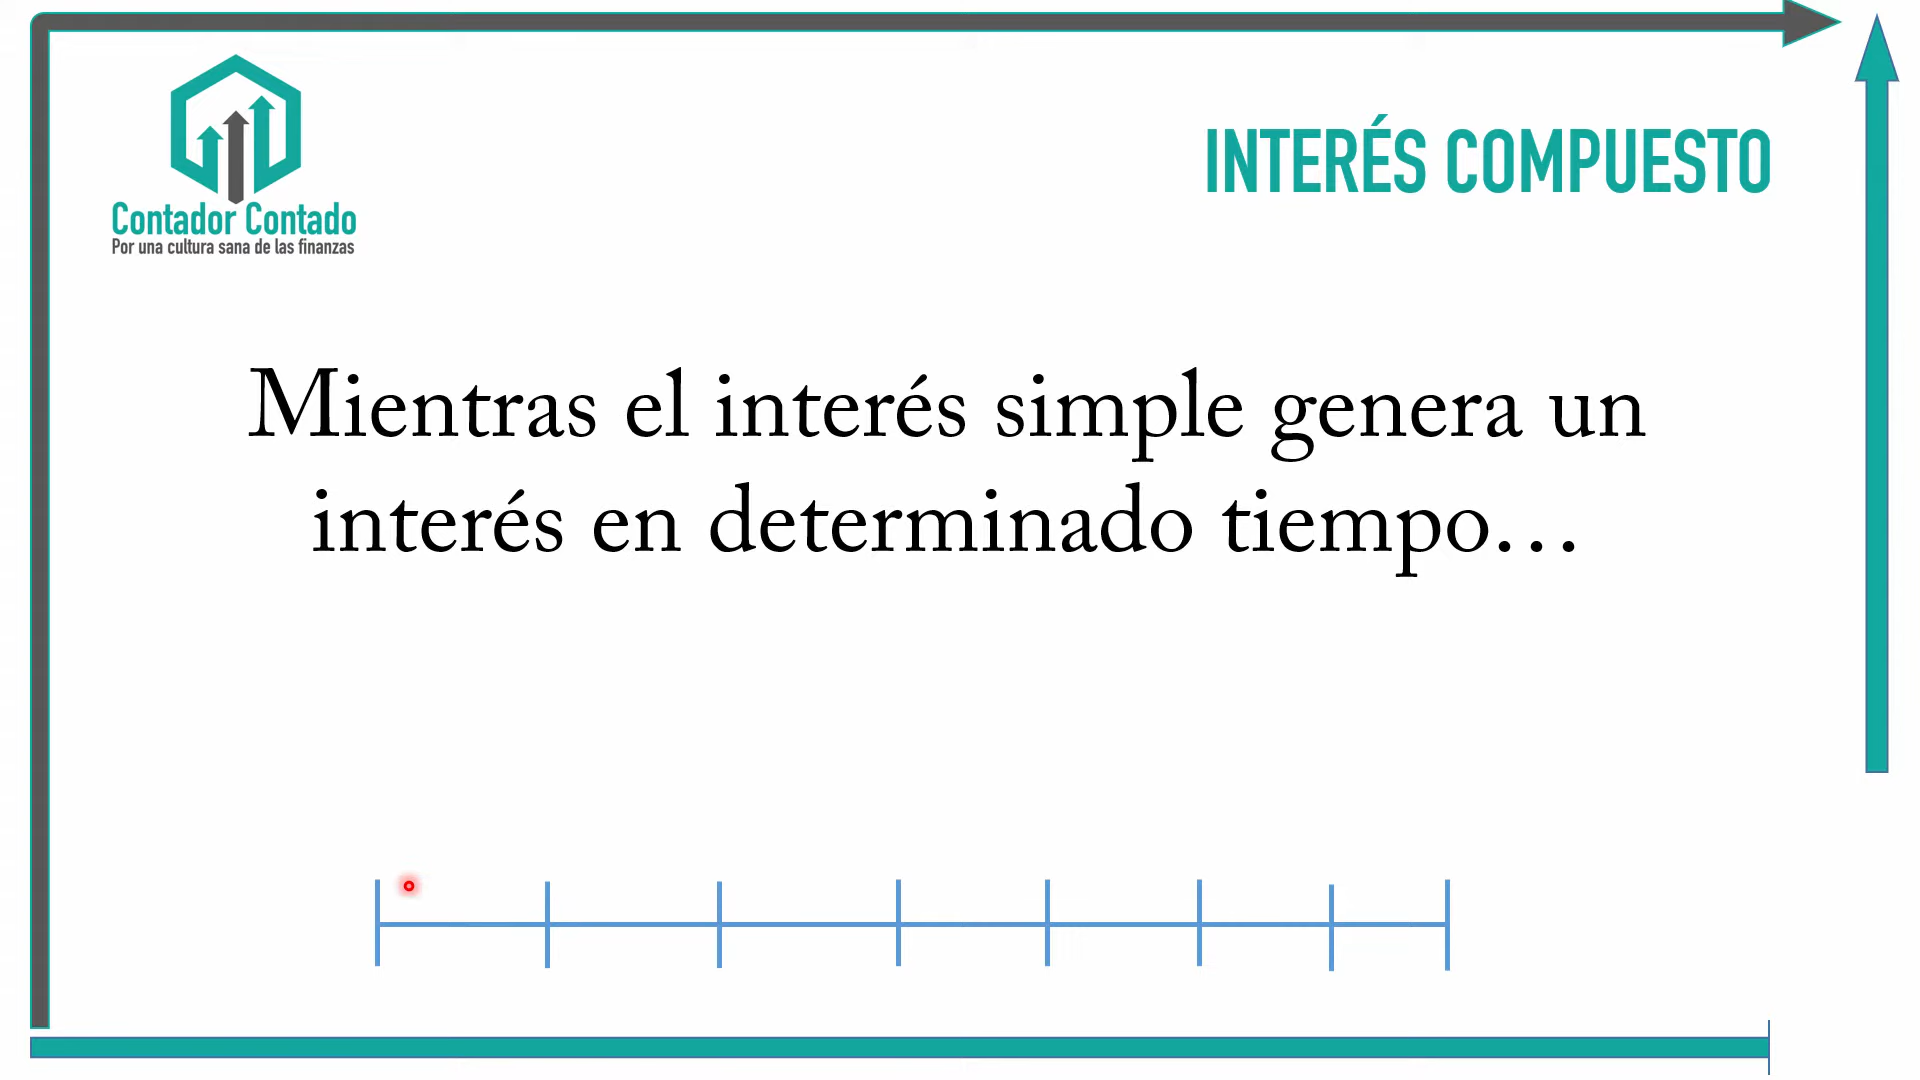 Contador Contado
Por una cultura sana de las finanzas
INTERÉS COMPUESTO
Mientras el interés simple genera un
interés en determinado tiempo…